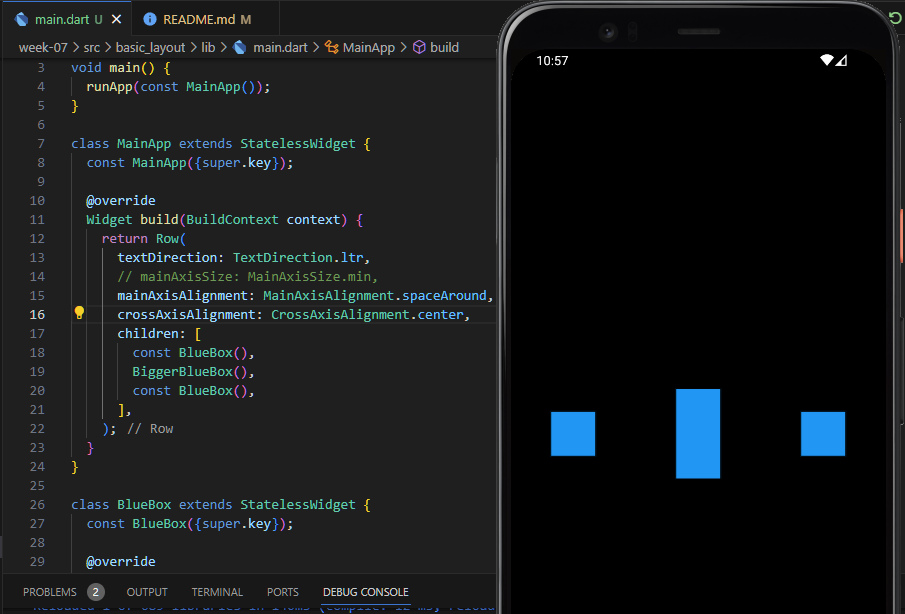 main.dart U
README.md M
week-07 > src > basic_layout > lib > main.dart > MainApp > build
3 void main() {
4 runApp(const MainApp());
5 }
6
7 class MainApp extends StatelessWidget {
8 const MainApp({super.key});
9
10 @override
11 Widget build(BuildContext context) {
12 return Row(
13 textDirection: TextDirection.ltr,
14 // mainAxisSize: MainAxisSize.min,
15 mainAxisAlignment: MainAxisAlignment.spaceAround,
16 crossAxisAlignment: CrossAxisAlignment.center,
17 children: [
18 const BlueBox(),
19 BiggerBlueBox(),
20 const BlueBox(),
21 ],
22 ); // Row
23 }
24 }
25
26 class BlueBox extends StatelessWidget {
27 const BlueBox({super.key});
28
29 @override
PROBLEMS 2 OUTPUT TERMINAL PORTS DEBUG CONSOLE
10:57